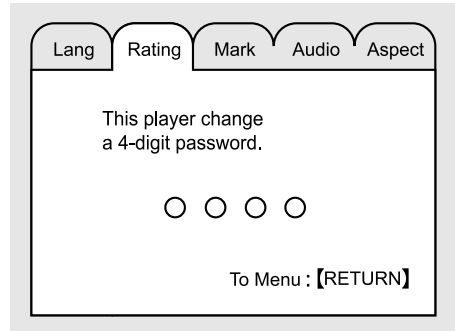 Lang Rating Mark Audio Aspect
This player change
a 4-digit password.
To Menu :【RETURN】